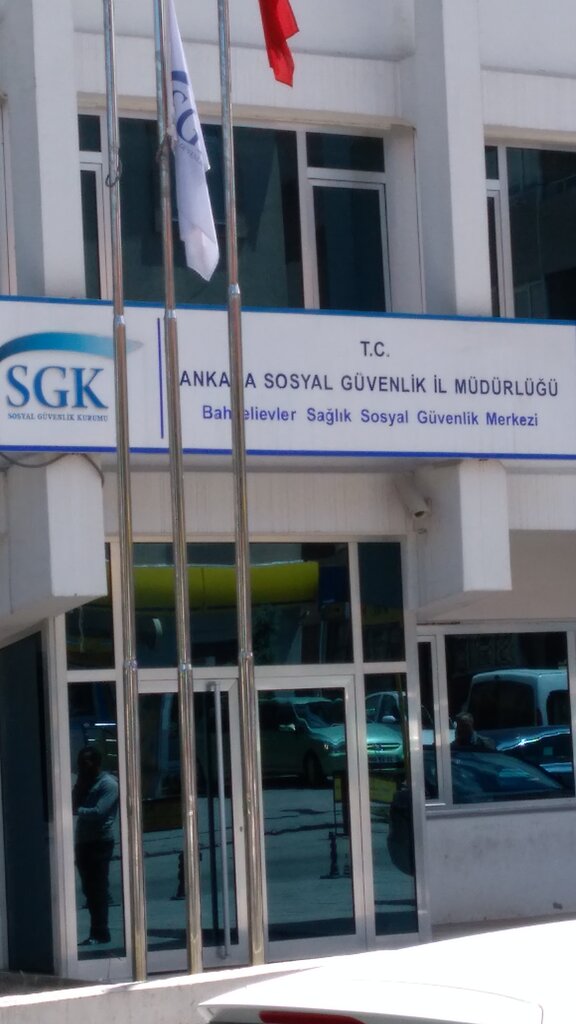 T.C.
SGK
SOSYAL GÜVENLİK KURUMU
ANKARA SOSYAL GÜVENLİK İL MÜDÜRLÜĞÜ
Bahçelievler Sağlık Sosyal Güvenlik Merkezi